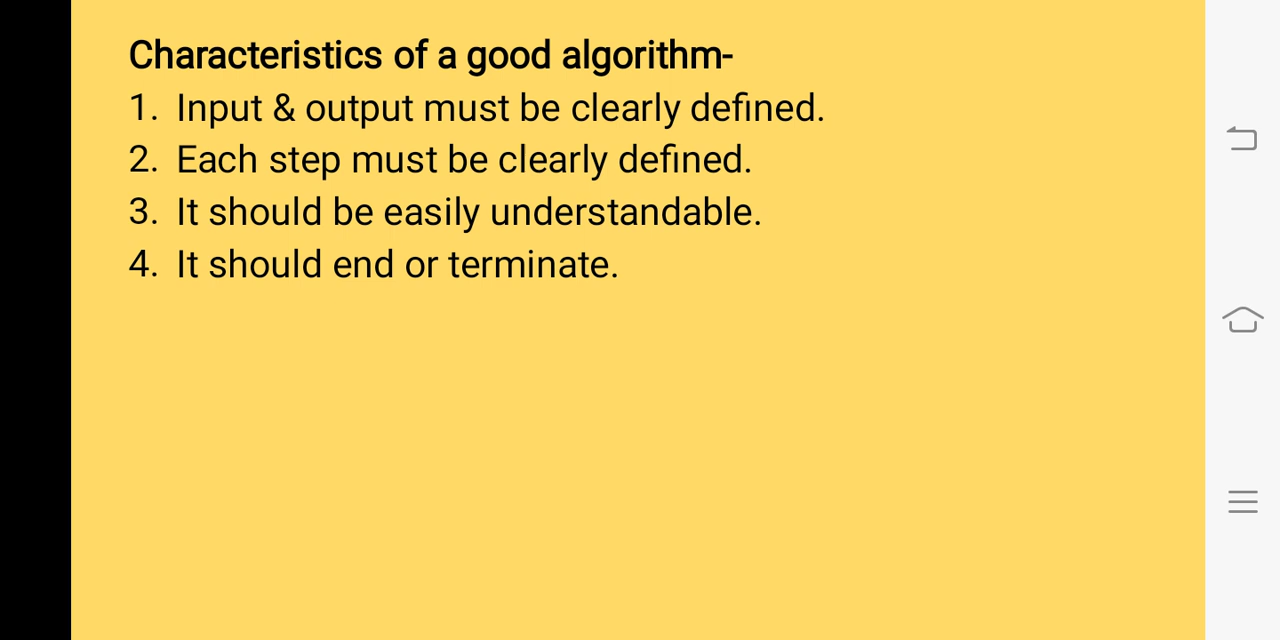 Characteristics of a good algorithm-
1. Input & output must be clearly defined.
2. Each step must be clearly defined.
3. It should be easily understandable.
4. It should end or terminate.